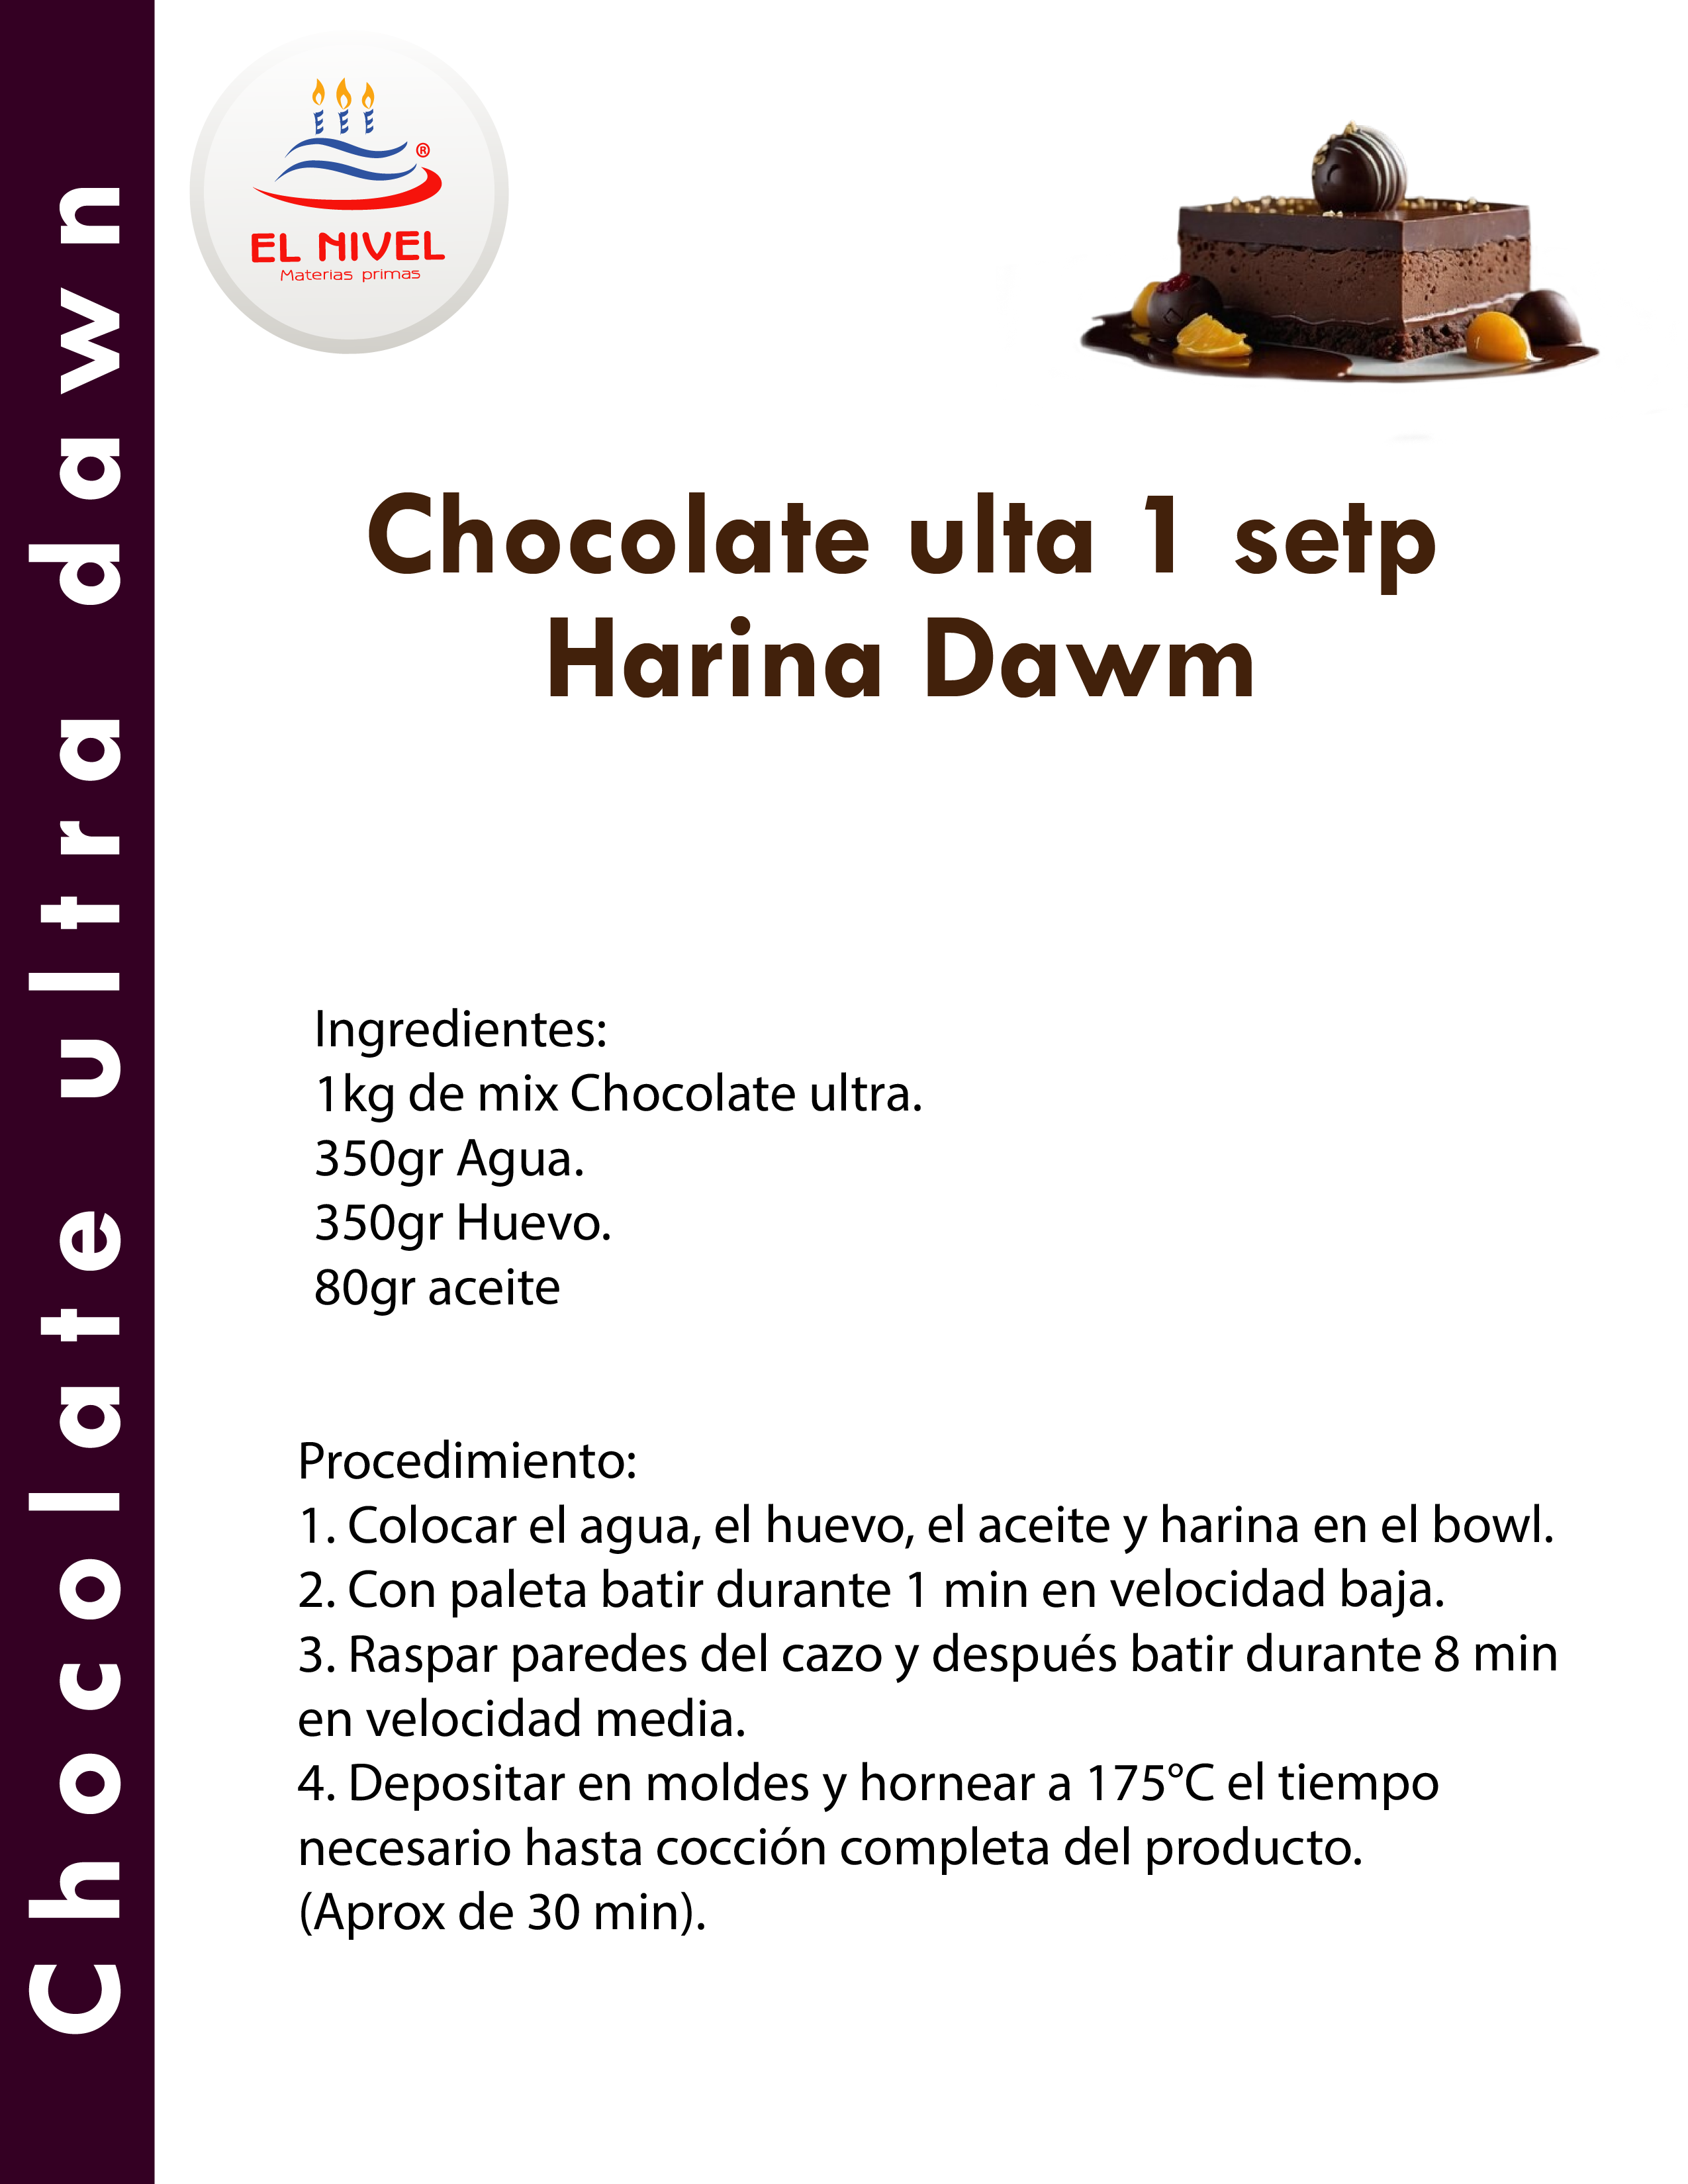 Chocolate ultra dawn
®
EL NIVEL
Materias primas
Chocolate ulta 1 setp
Harina Dawm
Ingredientes:
1kg de mix Chocolate ultra.
350gr Agua.
350gr Huevo.
80gr aceite
Procedimiento:
1. Colocar el agua, el huevo, el aceite y harina en el bowl.
2. Con paleta batir durante 1 min en velocidad baja.
3. Raspar paredes del cazo y después batir durante 8 min
en velocidad media.
4. Depositar en moldes y hornear a 175°C el tiempo
necesario hasta cocción completa del producto.
(Aprox de 30 min).